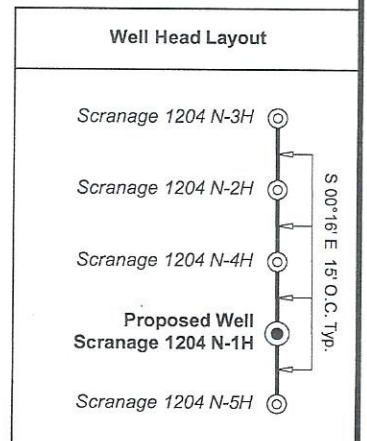 Well Head Layout
Scranage 1204 N-3H
Scranage 1204 N-2H
Scranage 1204 N-4H
Proposed Well
Scranage 1204 N-1H
Scranage 1204 N-5H
S 00°16' E 15' O.C. Typ.